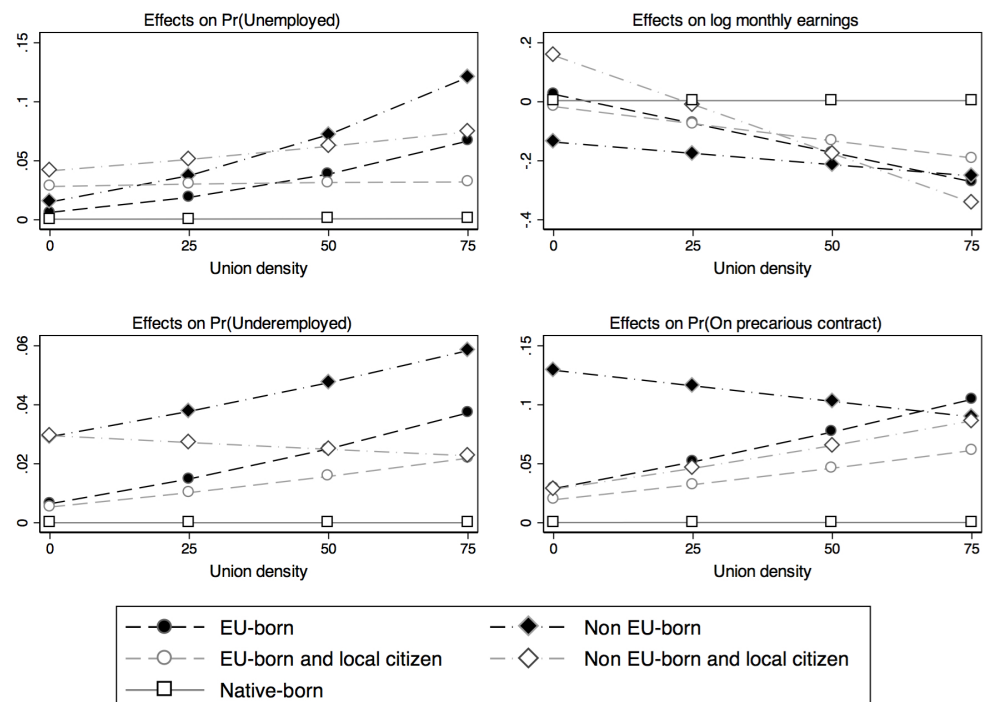 Effects on Pr(Unemployed)
.15
.1
.05
0
0 25 50 75
Union density
Effects on log monthly earnings
.2
0
-.2
-.4
0 25 50 75
Union density
Effects on Pr(Underemployed)
.06
.04
.02
0
0 25 50 75
Union density
Effects on Pr(On precarious contract)
.15
.1
.05
0
0 25 50 75
Union density
EU-born
Non EU-born
EU-born and local citizen
Non EU-born and local citizen
Native-born